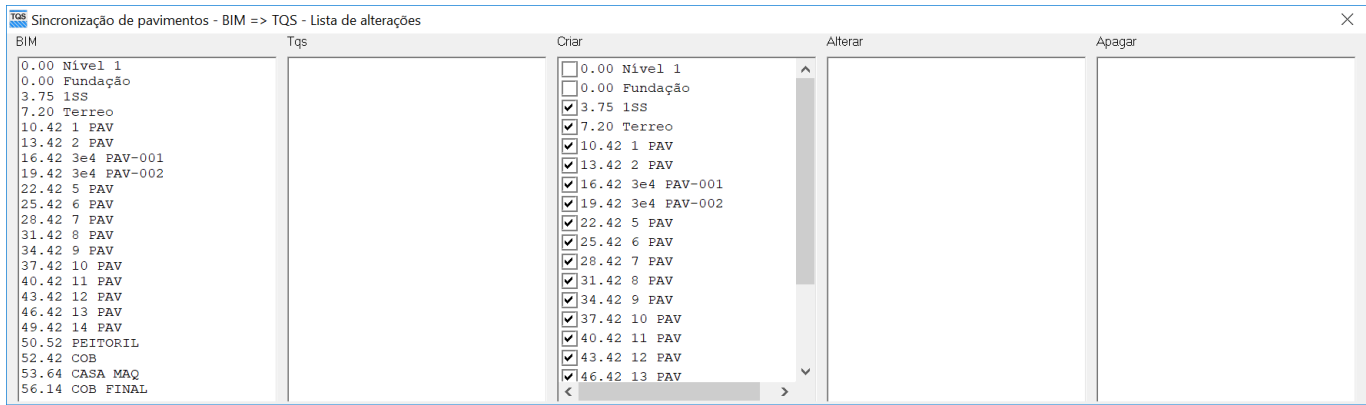 TQS Sincronização de pavimentos - BIM => TQS - Lista de alterações
BIM
0.00 Nível 1
0.00 Fundação
3.75 1SS
7.20 Terreo
10.42 1 PAV
13.42 2 PAV
16.42 3e4 PAV-001
19.42 3e4 PAV-002
22.42 5 PAV
25.42 6 PAV
28.42 7 PAV
31.42 8 PAV
34.42 9 PAV
37.42 10 PAV
40.42 11 PAV
43.42 12 PAV
46.42 13 PAV
49.42 14 PAV
50.52 PEITORIL
52.42 COB
53.64 CASA MAQ
56.14 COB FINAL
Tqs
Criar
0.00 Nível 1
0.00 Fundação
3.75 1SS
7.20 Terreo
10.42 1 PAV
13.42 2 PAV
16.42 3e4 PAV-001
19.42 3e4 PAV-002
22.42 5 PAV
25.42 6 PAV
28.42 7 PAV
31.42 8 PAV
34.42 9 PAV
37.42 10 PAV
40.42 11 PAV
43.42 12 PAV
46.42 13 PAV
Alterar
Apagar